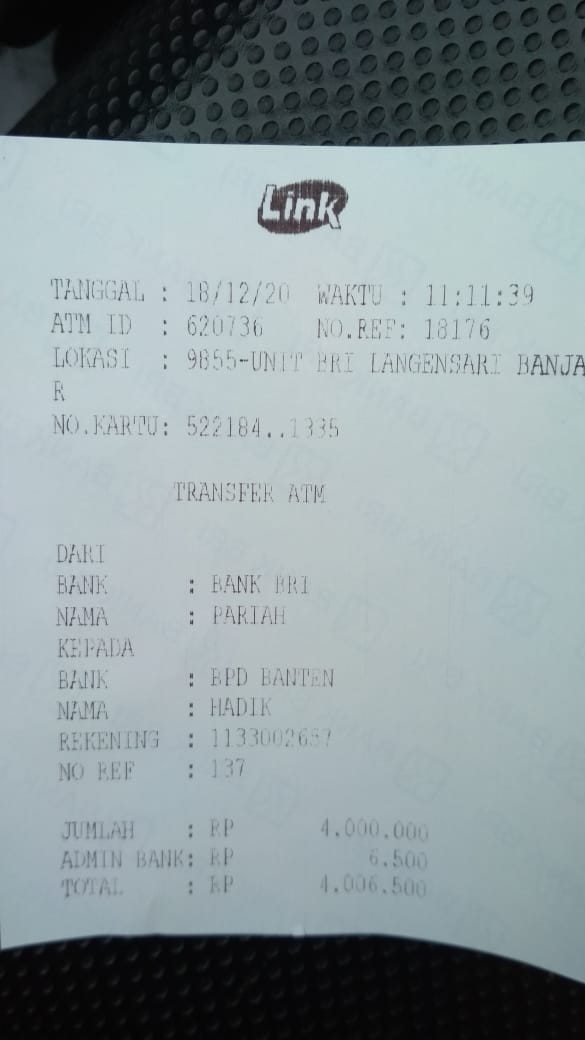 Link
TANGGAL : 18/12/20 WAKTU : 11:11:39
ATM ID : 620736 NO.REF: 18176
LOKASI : 9855-UNIT BRI LANGENSARI BANJA
R
NO.KARTU: 522184..1335
TRANSFER ATM
DARI
BANK : BANK BRI
NAMA : PARIAH
KEPADA
BANK : BPD BANTEN
NAMA : HADIK
REKENING : 1133002657
NO REF : 137
JUMLAH : RP 4.000.000
ADMIN BANK: RP 6.500
TOTAL : RP 4.006.500